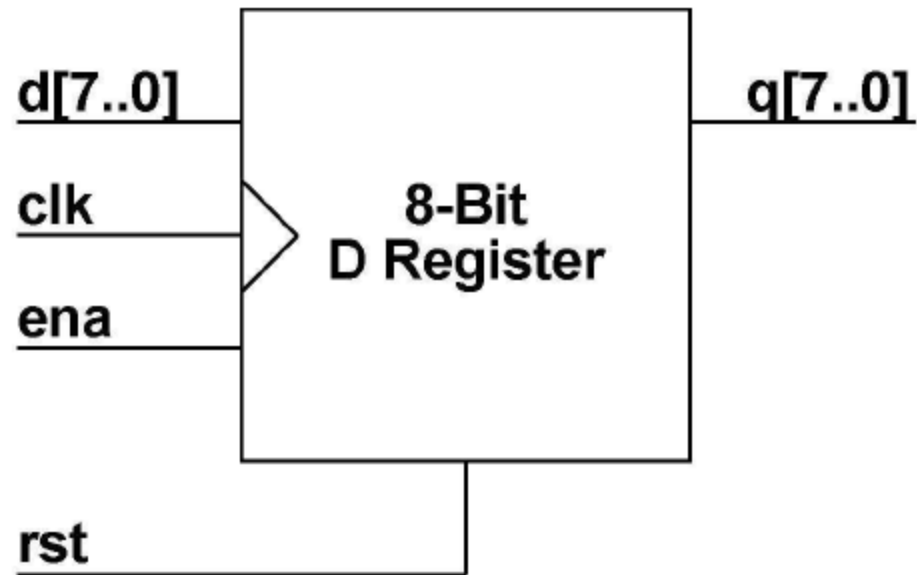 d[7..0]
q[7..0]
clk
8-Bit
D Register
ena
rst